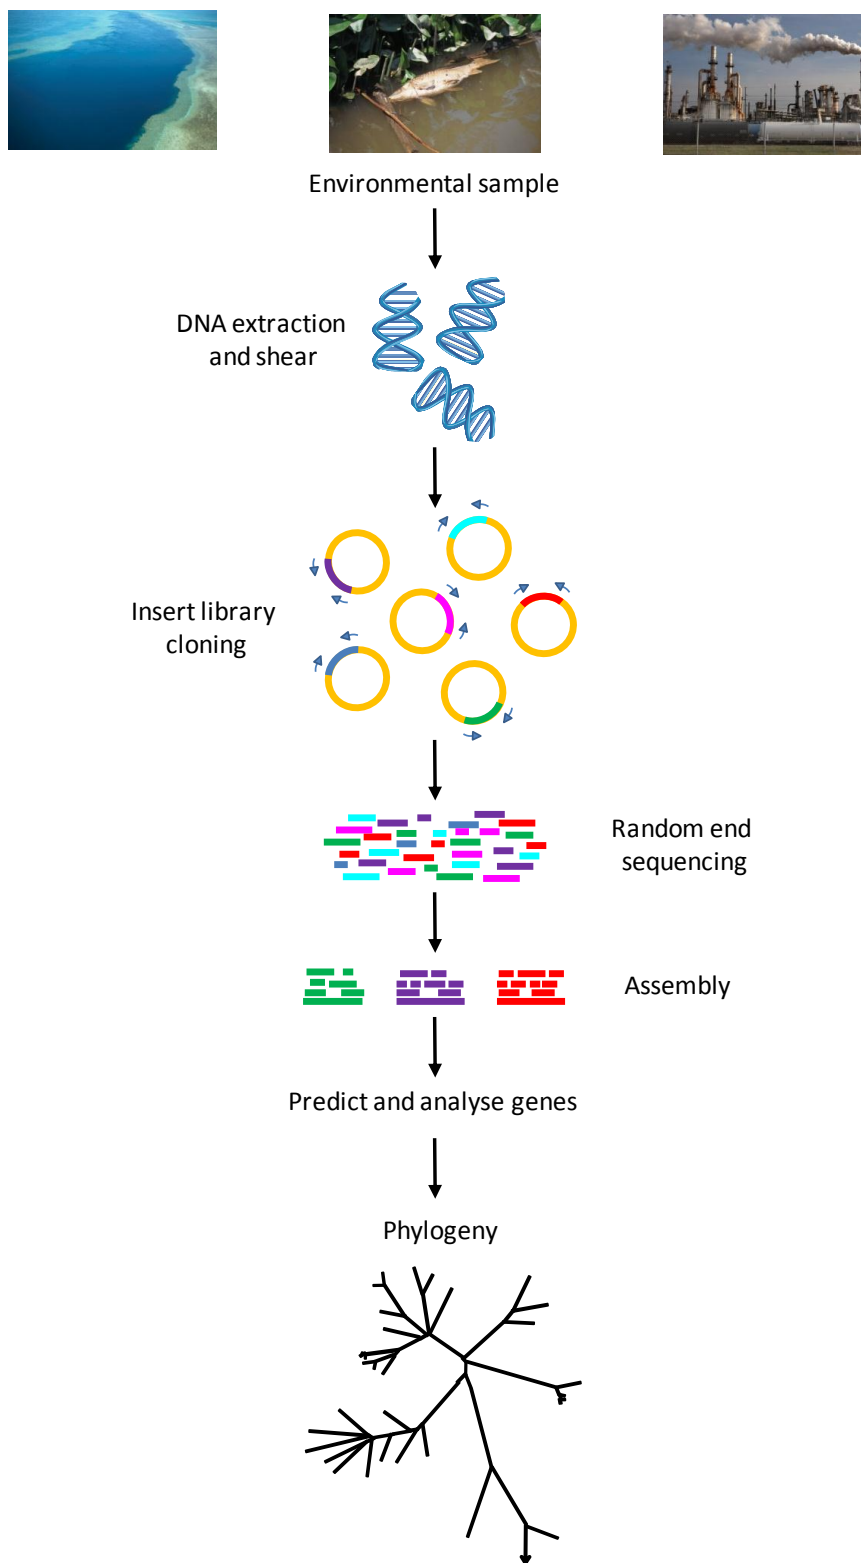 Environmental sample
DNA extraction
and shear
Insert library
cloning
Random end
sequencing
Assembly
Predict and analyse genes
Phylogeny